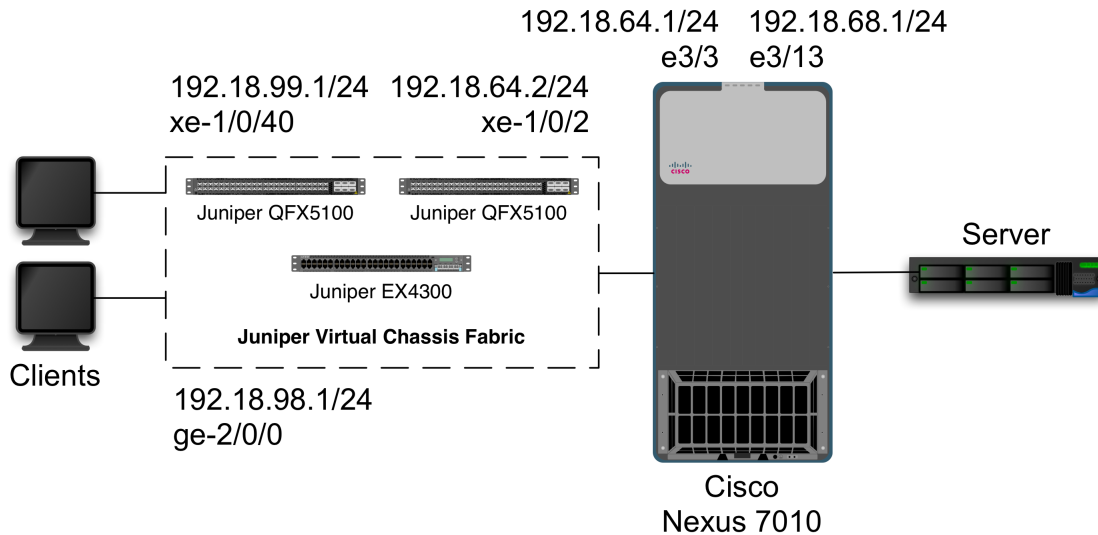 192.18.64.1/24 192.18.68.1/24
e3/3 e3/13
192.18.99.1/24 192.18.64.2/24
xe-1/0/40 xe-1/0/2
CISCO
Juniper QFX5100 Juniper QFX5100
Server
Juniper EX4300
Juniper Virtual Chassis Fabric
Clients
192.18.98.1/24
ge-2/0/0
Cisco
Nexus 7010